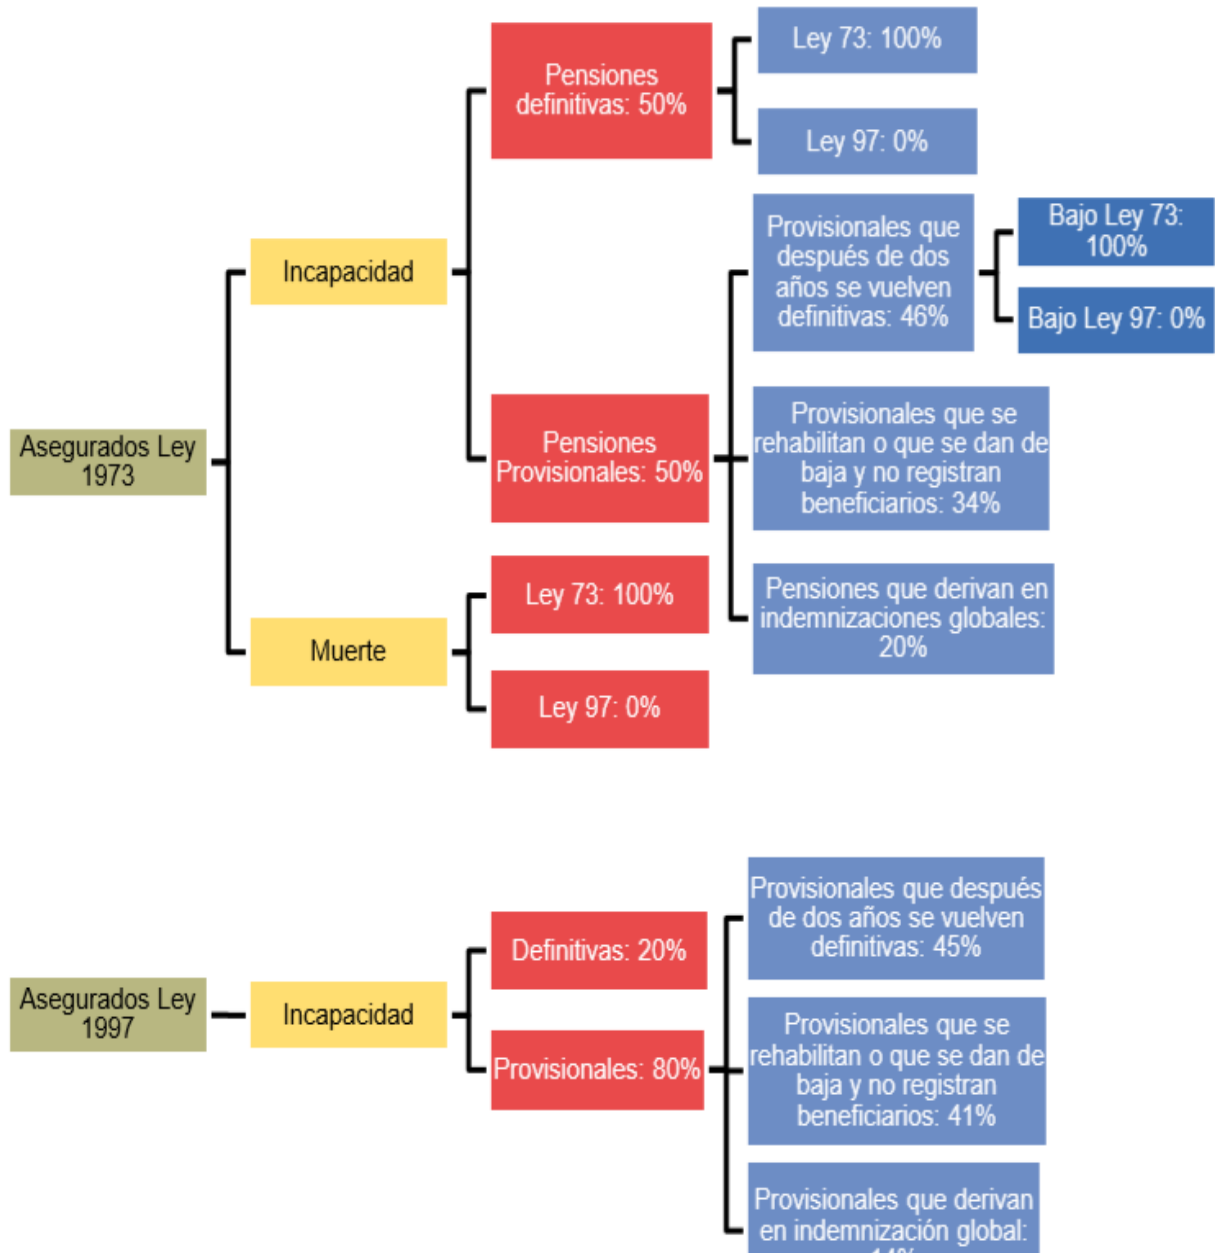 Asegurados Ley
1973
Incapacidad
Pensiones
definitivas: 50%
Ley 73: 100%
Ley 97: 0%
Pensiones
Provisionales: 50%
Provisionales que
después de dos
años se vuelven
definitivas: 46%
Bajo Ley 73:
100%
Bajo Ley 97: 0%
Provisionales que se
rehabilitan o que se dan de
baja y no registran
beneficiarios: 34%
Pensiones que derivan en
indemnizaciones globales:
20%
Muerte
Ley 73: 100%
Ley 97: 0%
Asegurados Ley
1997
Incapacidad
Definitivas: 20%
Provisionales: 80%
Provisionales que después
de dos años se vuelven
definitivas: 45%
Provisionales que se
rehabilitan o que se dan de
baja y no registran
beneficiarios: 41%
Provisionales que derivan
en indemnización global:
14%